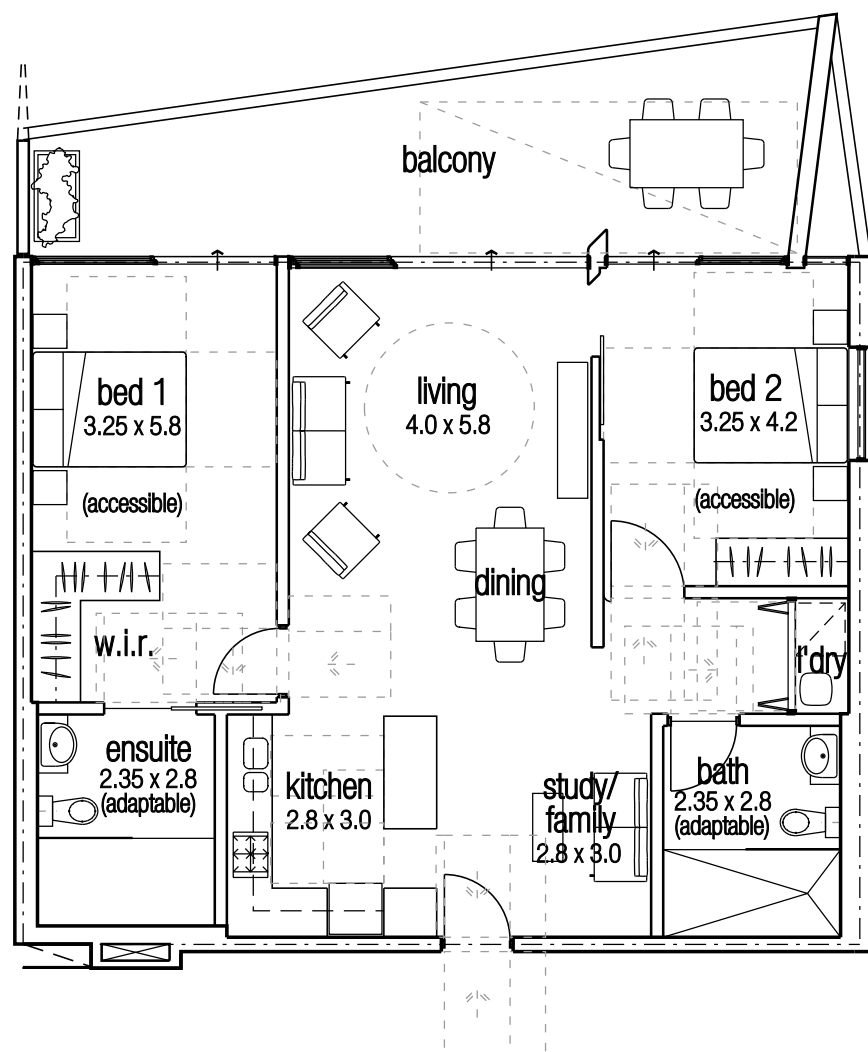 balcony
bed 1
3.25 x 5.8
(accessible)
living
4.0 x 5.8
bed 2
3.25 x 4.2
(accessible)
dining
w.i.r.
l'dry
ensuite
2.35 x 2.8
(adaptable)
kitchen
2.8 x 3.0
study/
family
2.8 x 3.0
bath
2.35 x 2.8
(adaptable)